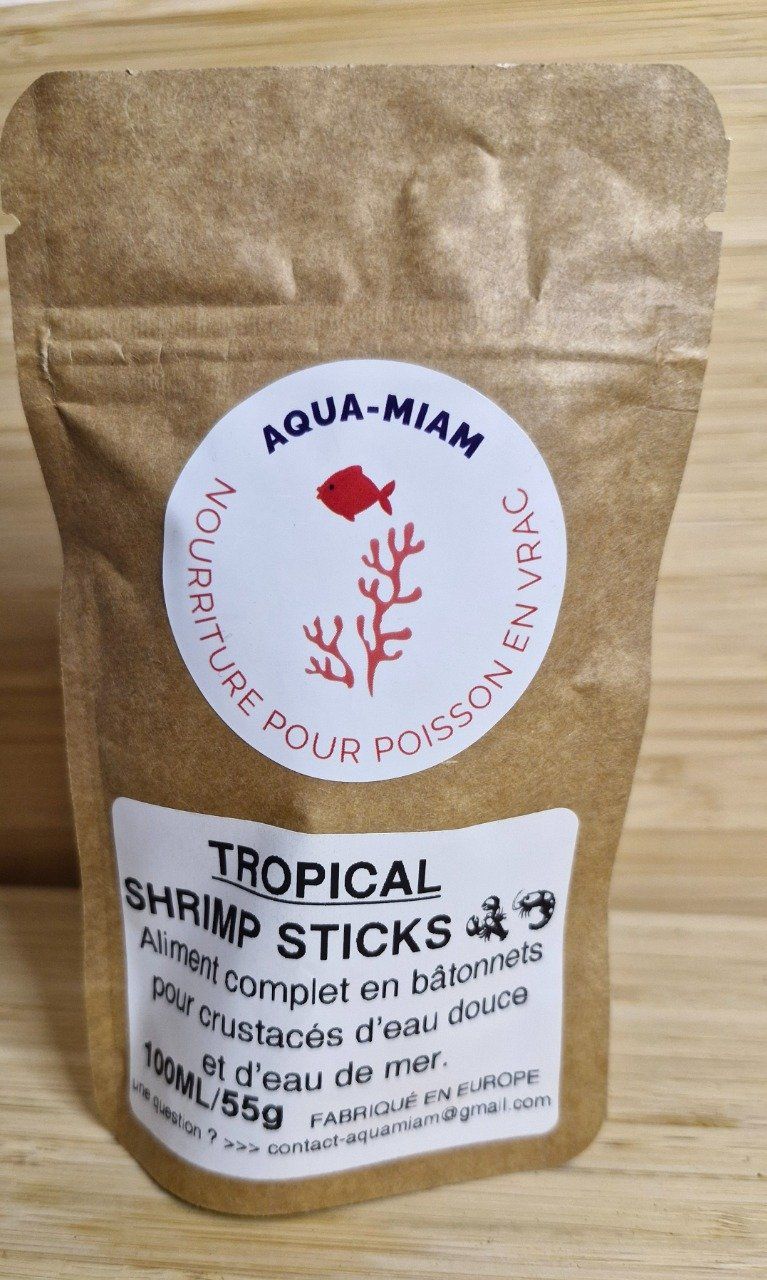 AQUA-MIAM
NOURRITURE POUR POISSON EN VRAC
TROPICAL
SHRIMP STICKS
Aliment complet en bâtonnets
pour crustacés d'eau douce
et d'eau de mer.
100ML/55g
FABRIQUÉ EN EUROPE
une question ? >>> contact-aquamiam@gmail.com